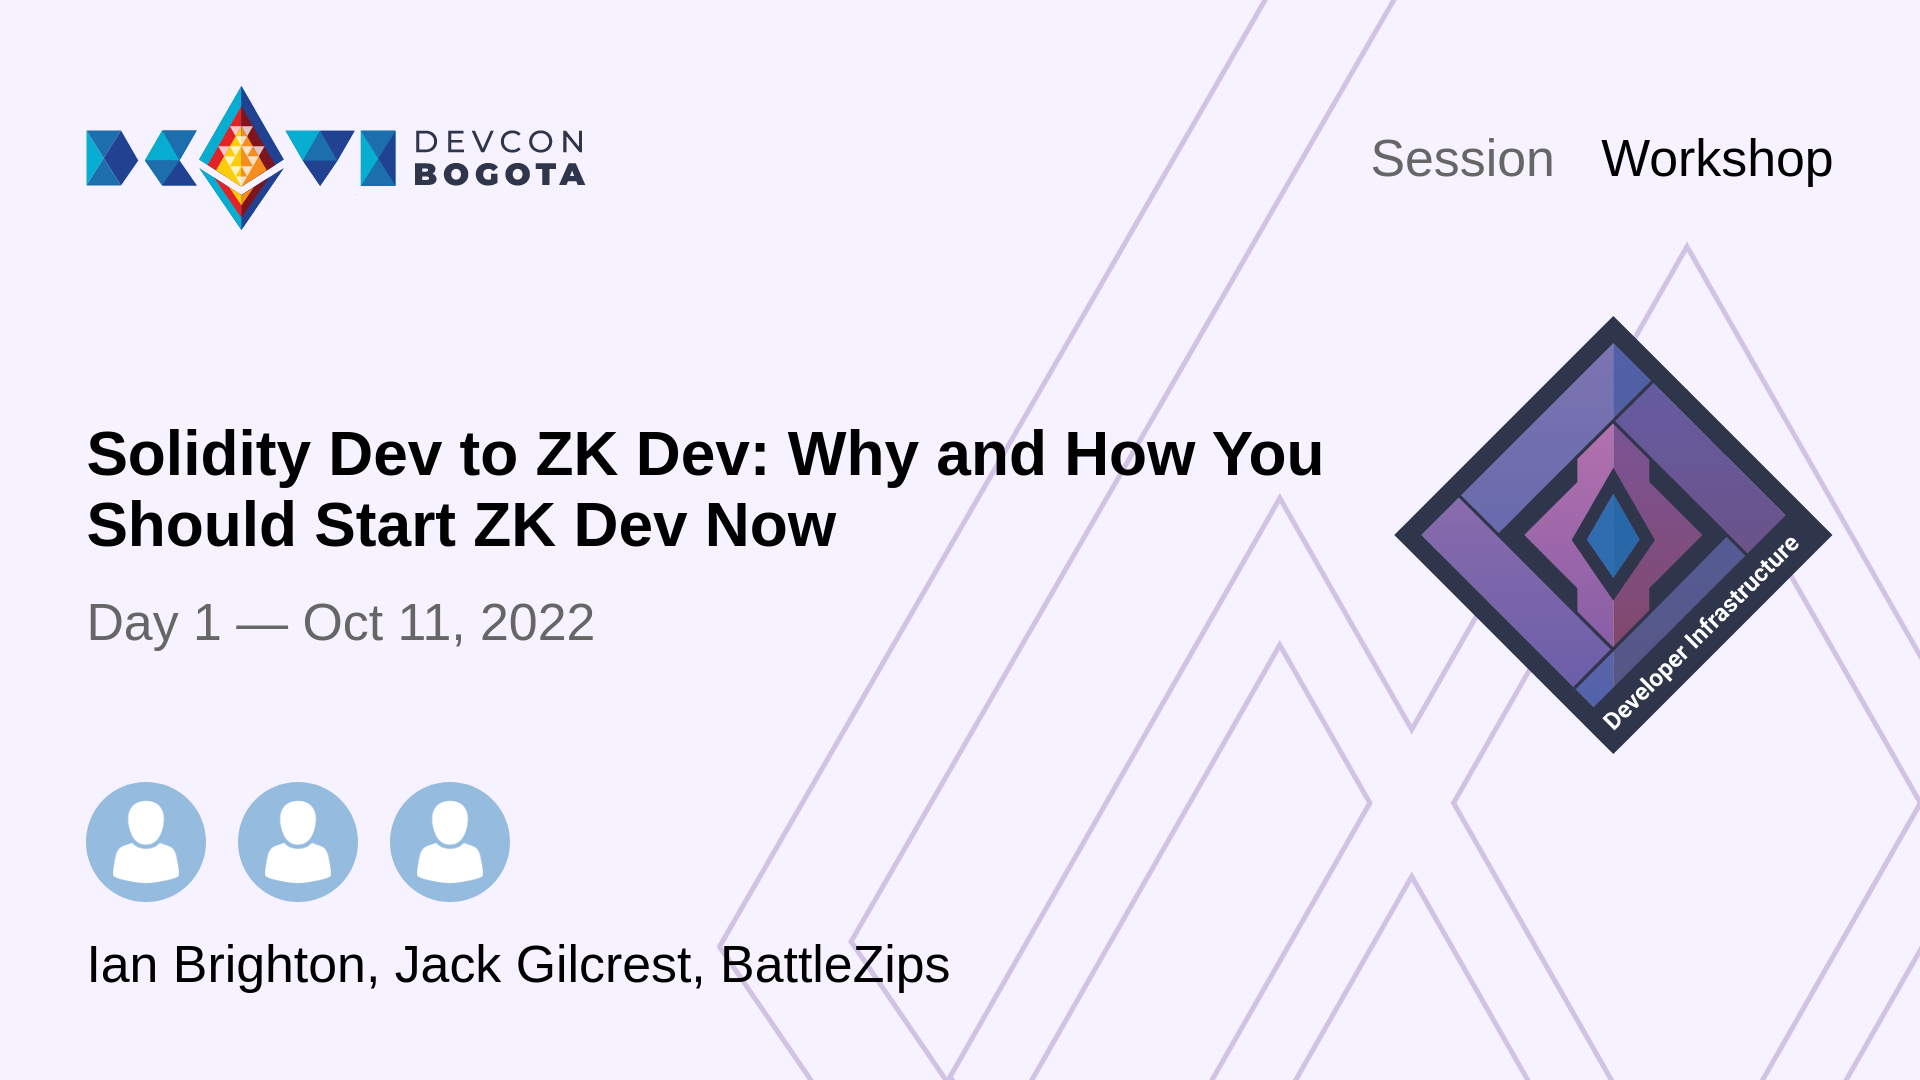 DEVCON
BOGOTA
Session Workshop
Solidity Dev to ZK Dev: Why and How You
Should Start ZK Dev Now
Day 1 — Oct 11, 2022
Developer Infrastructure
Ian Brighton, Jack Gilcrest, BattleZips